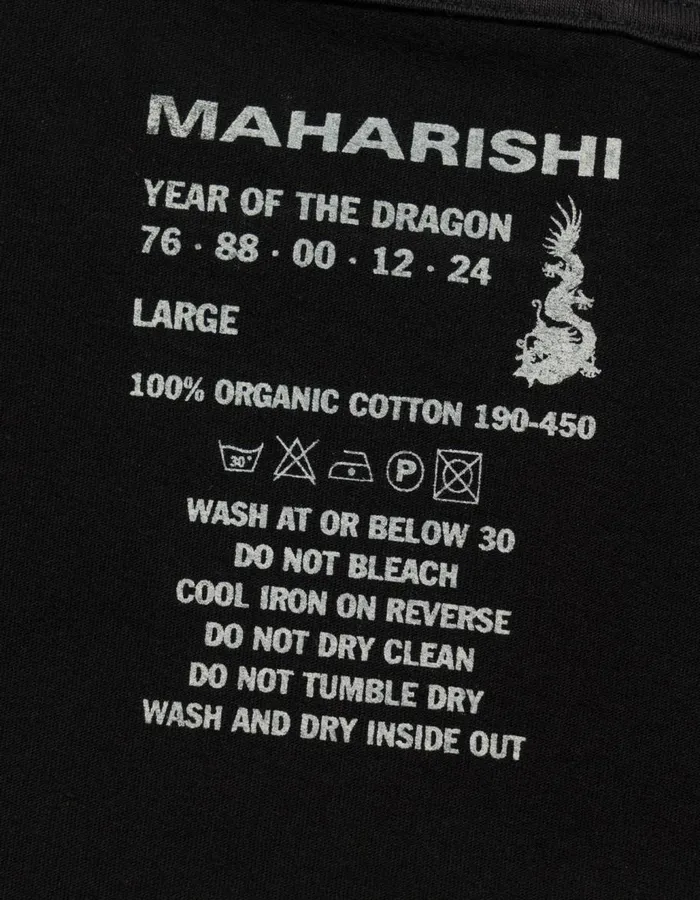 MAHARISHI
YEAR OF THE DRAGON
76 · 88 · 00 · 12 · 24
LARGE
100% ORGANIC COTTON 190-450
30° P
WASH AT OR BELOW 30
DO NOT BLEACH
COOL IRON ON REVERSE
DO NOT DRY CLEAN
DO NOT TUMBLE DRY
WASH AND DRY INSIDE OUT